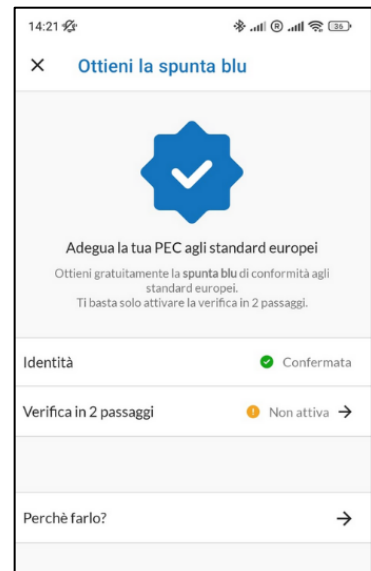 14:21
36
Ottieni la spunta blu
Adegua la tua PEC agli standard europei
Ottieni gratuitamente la spunta blu di conformità agli
standard europei.
Ti basta solo attivare la verifica in 2 passaggi.
Identità Confermata
Verifica in 2 passaggi Non attiva
Perchè farlo?